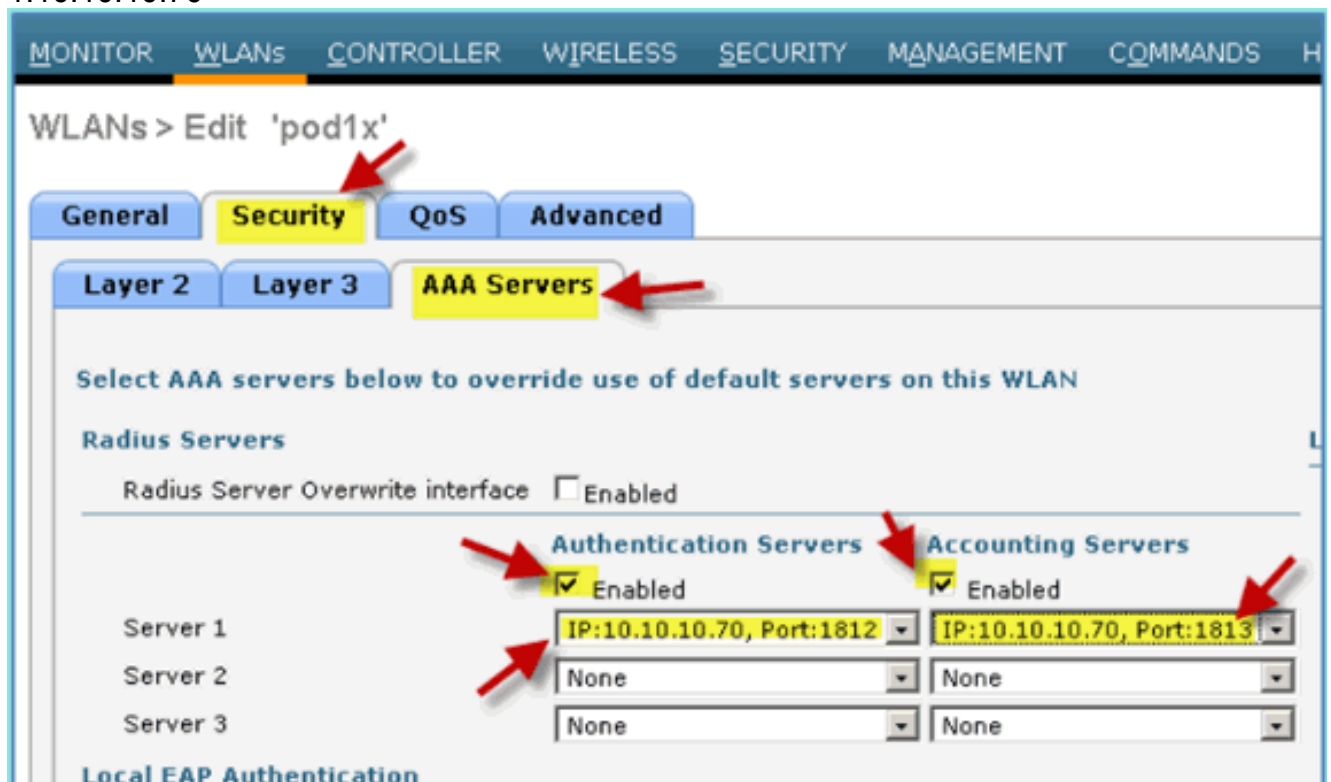 MONITOR WLANs CONTROLLER WIRELESS SECURITY MANAGEMENT COMMANDS H
WLANs > Edit 'pod1x'
General Security QoS Advanced
Layer 2 Layer 3 AAA Servers
Select AAA servers below to override use of default servers on this WLAN
Radius Servers L
Radius Server Overwrite interface Enabled
Authentication Servers Accounting Servers
Enabled Enabled
Server 1 IP:10.10.10.70, Port:1812 IP:10.10.10.70, Port:1813
Server 2 None None
Server 3 None None
Local EAP Authentication